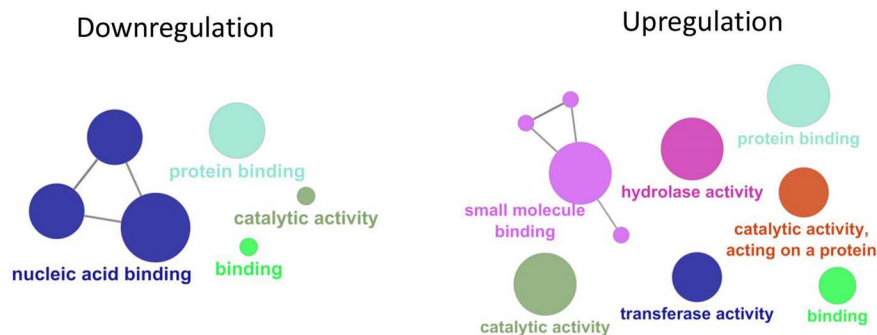 Downregulation
protein binding
catalytic activity
nucleic acid binding
binding
Upregulation
protein binding
hydrolase activity
small molecule
binding
catalytic activity,
acting on a protein
catalytic activity
transferase activity
binding